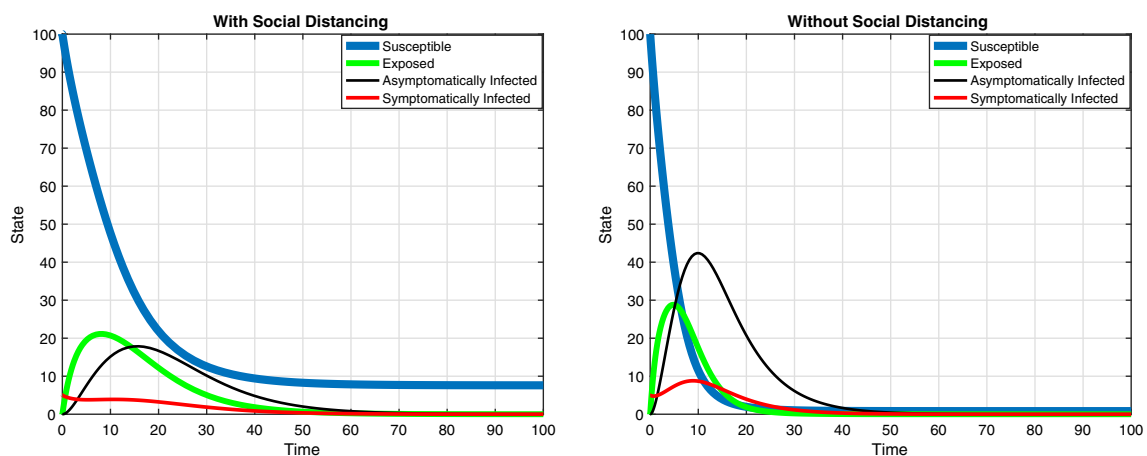 With Social Distancing
100
90
80
70
60
50
40
30
20
10
0
State
Susceptible
Exposed
Asymptomatically Infected
Symptomatically Infected
0 10 20 30 40 50 60 70 80 90 100
Time
Without Social Distancing
100
90
80
70
60
50
40
30
20
10
0
State
Susceptible
Exposed
Asymptomatically Infected
Symptomatically Infected
0 10 20 30 40 50 60 70 80 90 100
Time